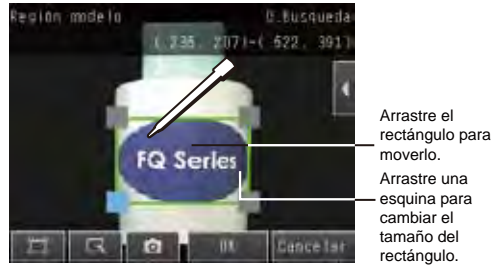 Región modelo
B.Busqueda
( 235, 207)-( 522, 391)
FQ Series
OK
Cancelar
Arrastre el
rectángulo para
moverlo.
Arrastre una
esquina para
cambiar el
tamaño del
rectángulo.